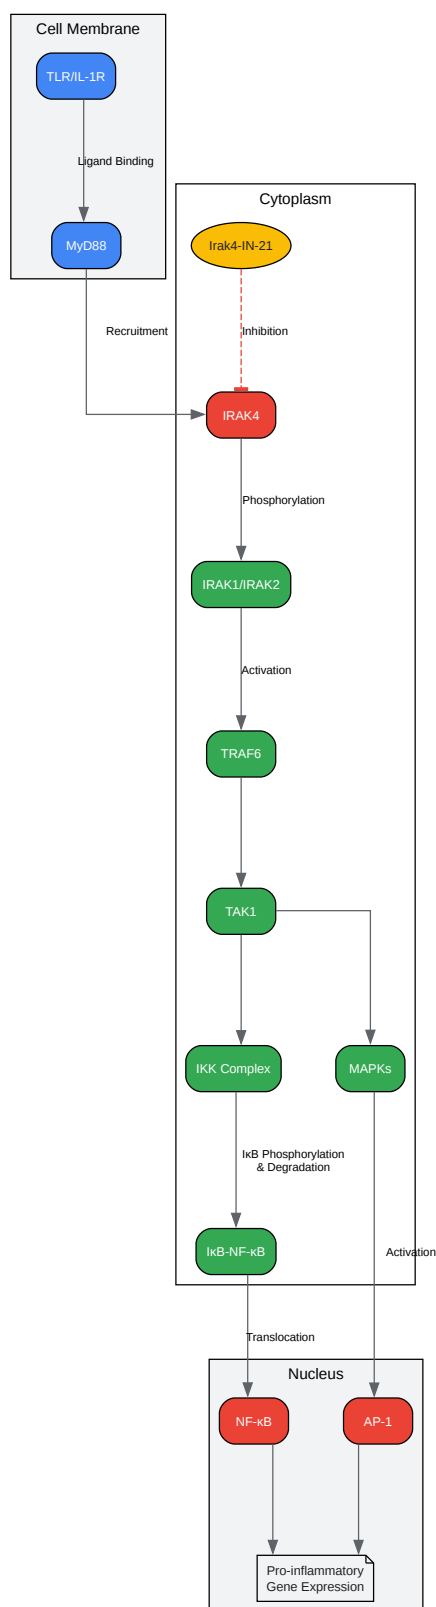 Cell Membrane
TLR/IL-1R
Ligand Binding
MyD88
Cytoplasm
Irak4-IN-21
Recruitment
Inhibition
IRAK4
Phosphorylation
IRAK1/IRAK2
Activation
TRAF6
TAK1
IKK Complex
MAPKs
IκB Phosphorylation
& Degradation
IκB-NF-κB
Activation
Translocation
Nucleus
NF-κB
AP-1
Pro-inflammatory
Gene Expression